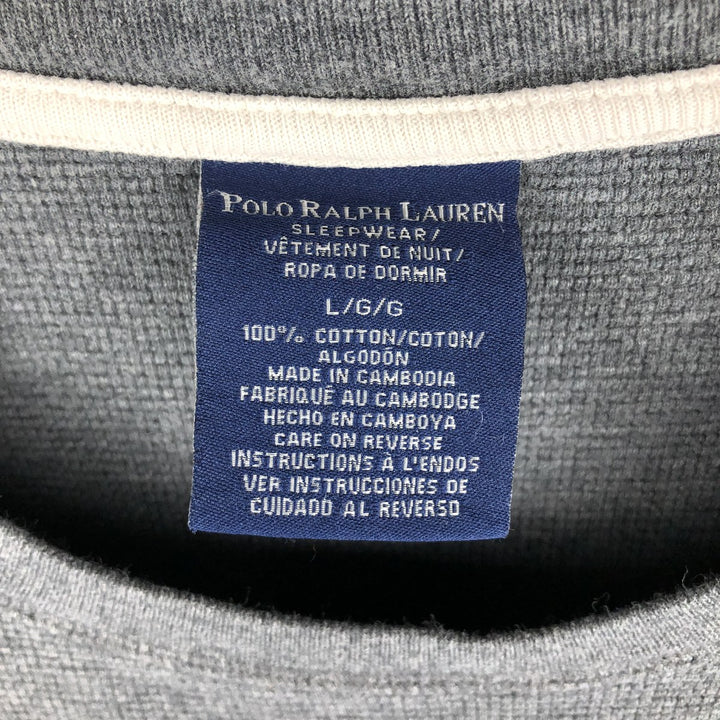 POLO RALPH LAUREN
SLEEPWEAR/
VÊTEMENT DE NUIT/
ROPA DE DORMIR
L/G/G
100% COTTON/COTON/
ALGODÓN
MADE IN CAMBODIA
FABRIQUÉ AU CAMBODGE
HECHO EN CAMBOYA
CARE ON REVERSE
INSTRUCTIONS À L'ENDOS
VER INSTRUCCIONES DE
CUIDADO AL REVERSO